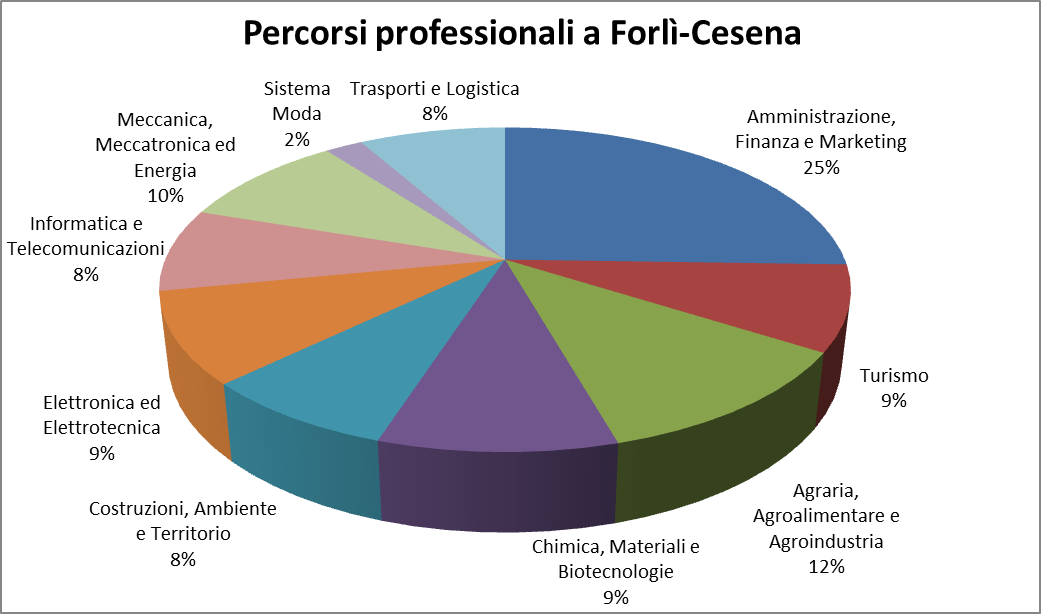 Percorsi professionali a Forlì-Cesena
Sistema
Moda
2%
Trasporti e Logistica
8%
Amministrazione,
Finanza e Marketing
25%
Meccanica,
Meccatronica ed
Energia
10%
Informatica e
Telecomunicazioni
8%
Turismo
9%
Elettronica ed
Elettrotecnica
9%
Agraria,
Agroalimentare e
Agroindustria
12%
Costruzioni, Ambiente
e Territorio
8%
Chimica, Materiali e
Biotecnologie
9%